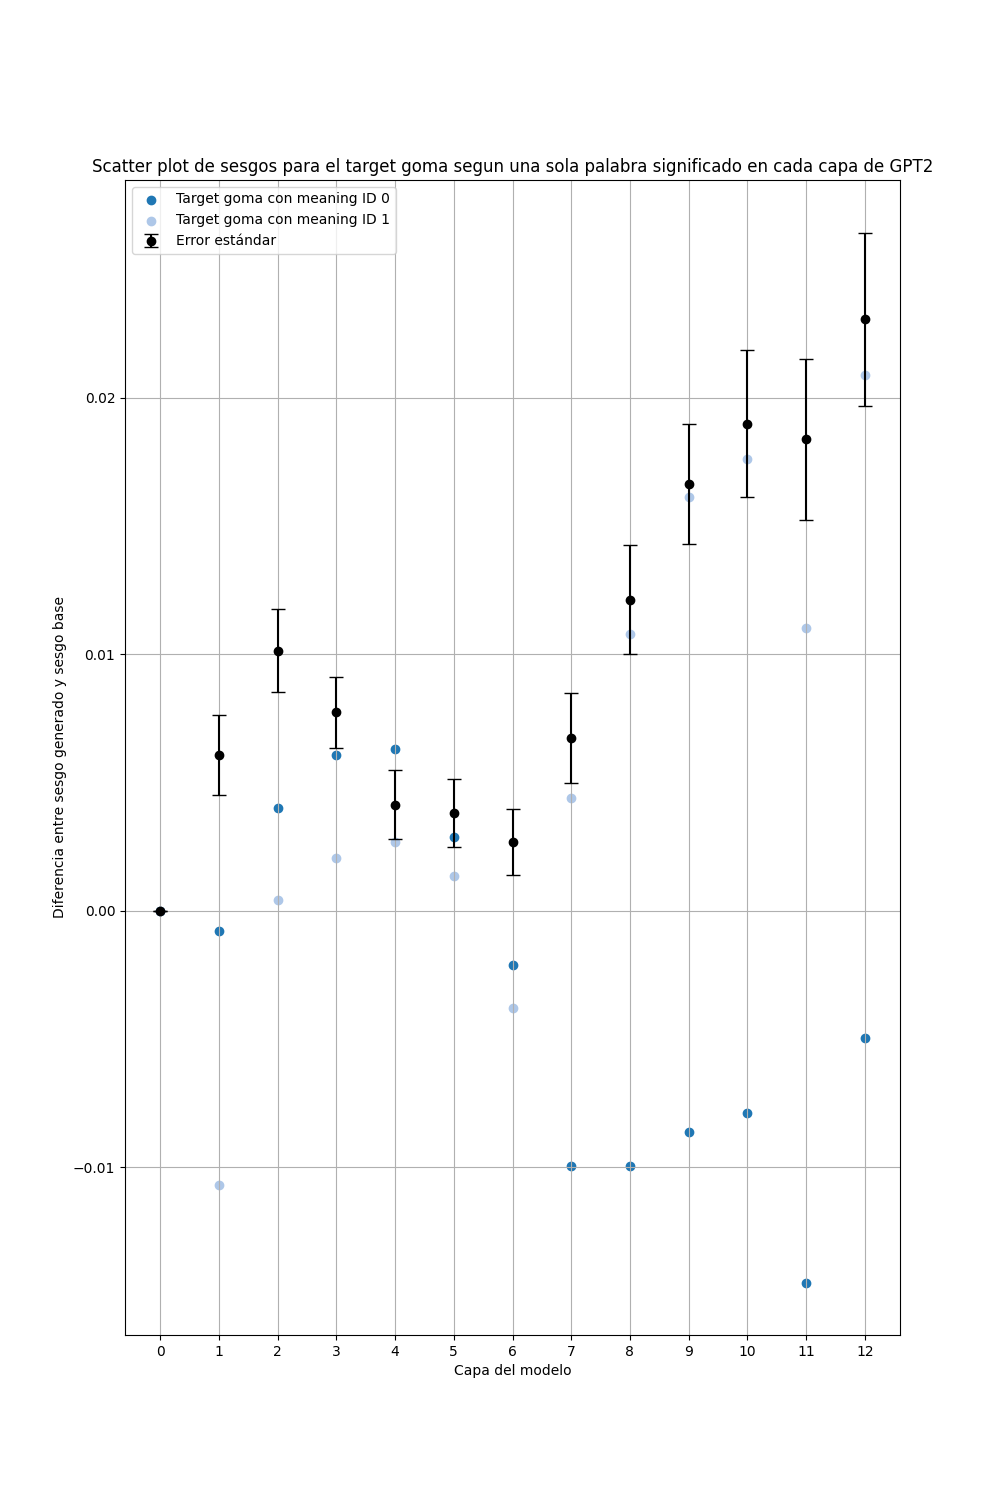 Scatter plot de sesgos para el target goma segun una sola palabra significado en cada capa de GPT2
Target goma con meaning ID 0
Target goma con meaning ID 1
Error estándar
Diferencia entre sesgo generado y sesgo base
0.02
0.01
0.00
−0.01
0 1 2 3 4 5 6 7 8 9 10 11 12
Capa del modelo